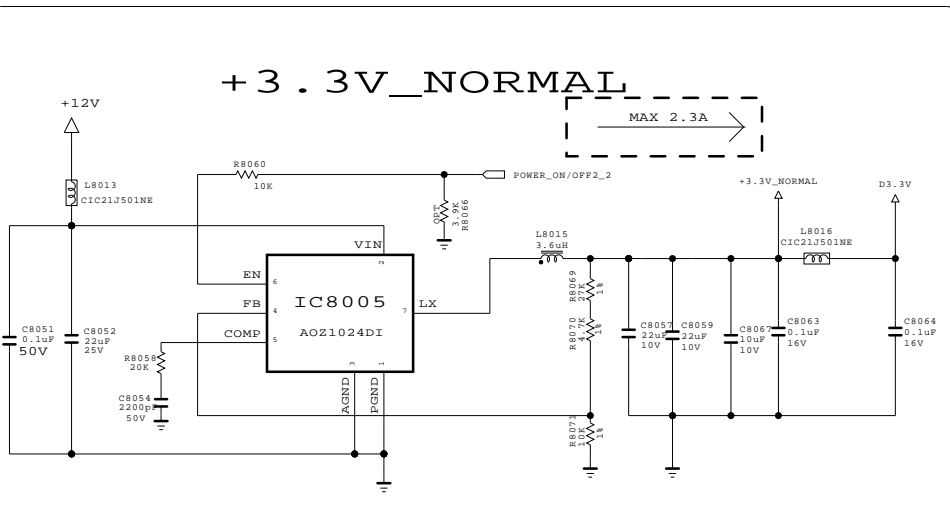 +3.3V_NORMAL
+12V
MAX 2.3A
R8060
10K
POWER_ON/OFF2_2
+3.3V_NORMAL
D3.3V
L8013
CIC21J501NE
OPT
3.9K
R8066
L8015
3.6uH
L8016
CIC21J501NE
VIN
2
EN
6
IC8005
AOZ1024DI
FB
4
LX
7
COMP
5
AGND
3
PGND
1
R8069
27K
1%
R8070
4.7K
1%
R8071
10K
1%
C8051
0.1uF
50V
C8052
22uF
25V
R8058
20K
C8054
2200pF
50V
C8057
22uF
10V
C8059
22uF
10V
C8067
10uF
10V
C8063
0.1uF
16V
C8064
0.1uF
16V